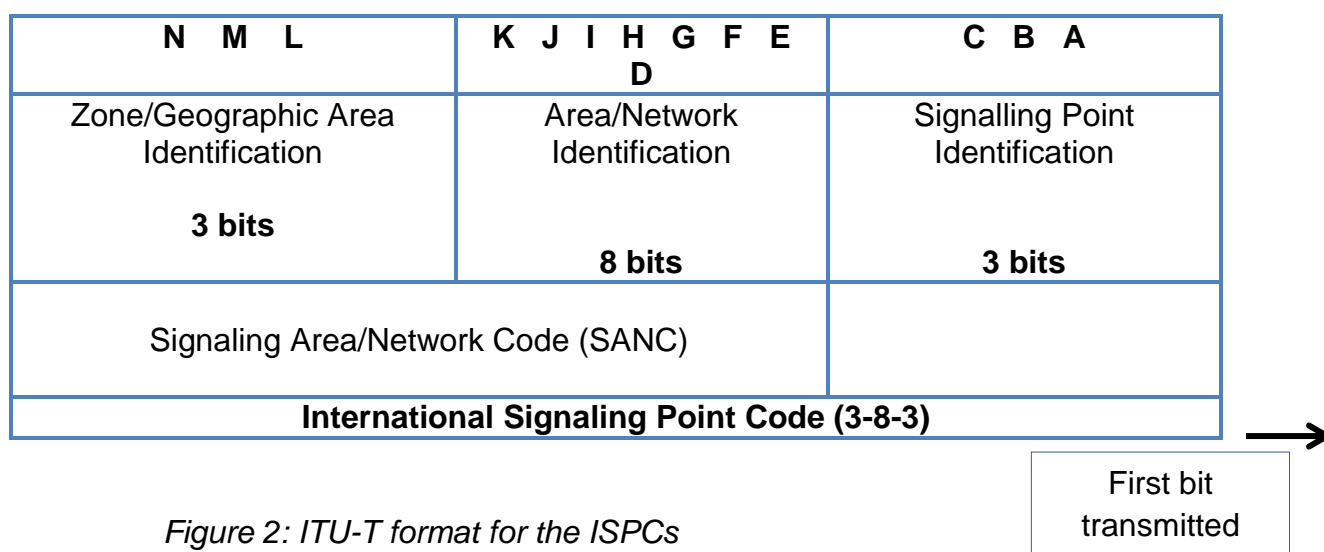 N M L
K J I H G F E
D
C B A
Zone/Geographic Area
Identification
3 bits
Area/Network
Identification
8 bits
Signalling Point
Identification
3 bits
Signaling Area/Network Code (SANC)
International Signaling Point Code (3-8-3)
First bit
transmitted
Figure 2: ITU-T format for the ISPCs